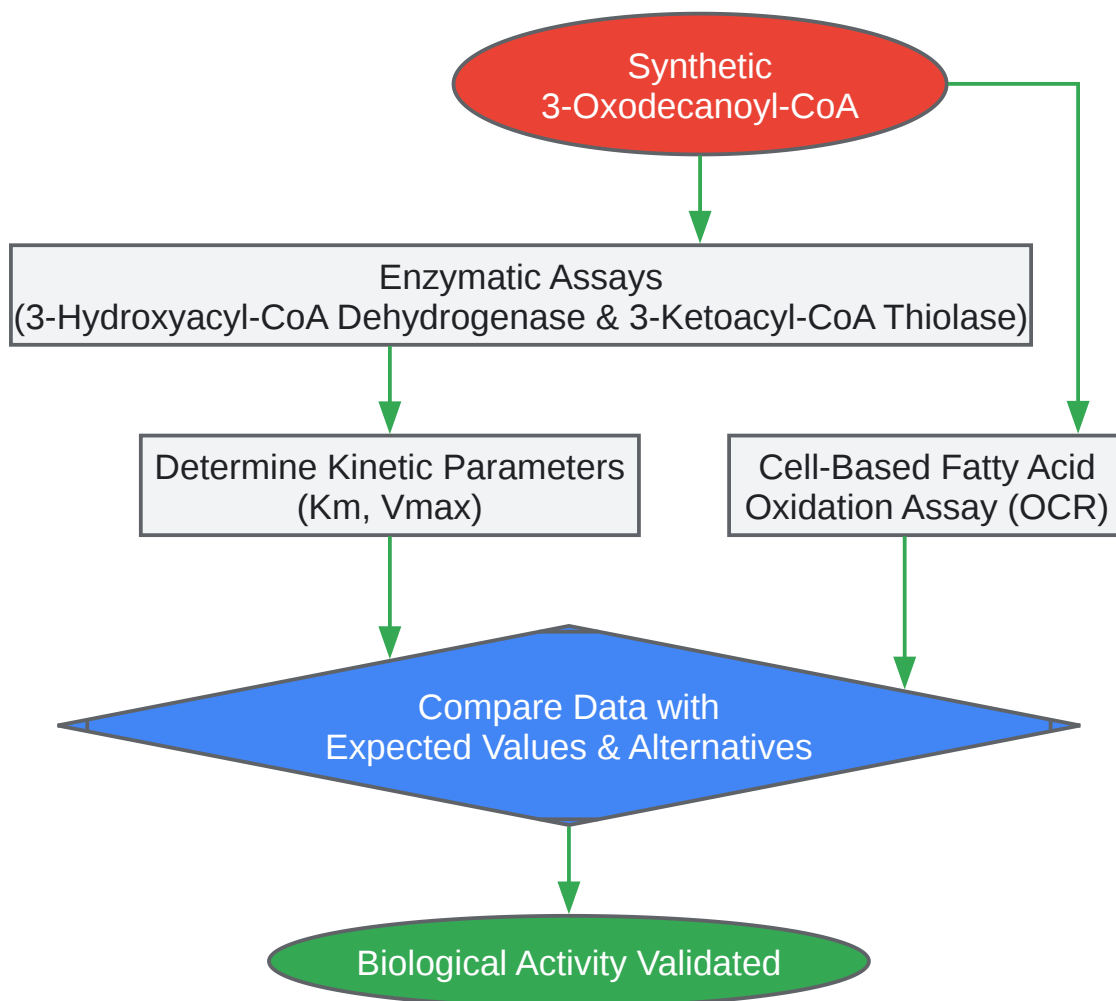 Synthetic
3-Oxodecanoyl-CoA
Enzymatic Assays
(3-Hydroxyacyl-CoA Dehydrogenase & 3-Ketoacyl-CoA Thiolase)
Determine Kinetic Parameters
(Km, Vmax)
Cell-Based Fatty Acid
Oxidation Assay (OCR)
Compare Data with
Expected Values & Alternatives
Biological Activity Validated